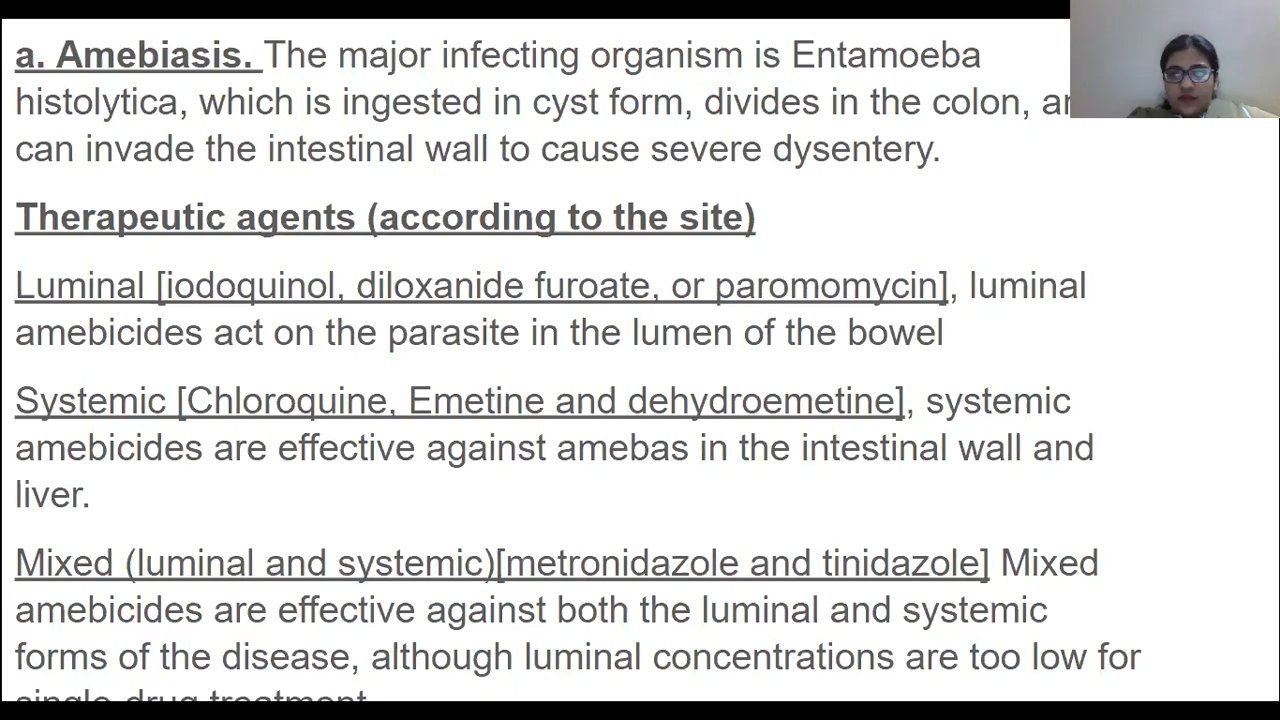 a. Amebiasis. The major infecting organism is Entamoeba
histolytica, which is ingested in cyst form, divides in the colon,
can invade the intestinal wall to cause severe dysentery.
Therapeutic agents (according to the site)
Luminal [iodoquinol, diloxanide furoate, or paromomycin], luminal
amebicides act on the parasite in the lumen of the bowel
Systemic [Chloroquine, Emetine and dehydroemetine], systemic
amebicides are effective against amebas in the intestinal wall and
liver.
Mixed (luminal and systemic)[metronidazole and tinidazole] Mixed
amebicides are effective against both the luminal and systemic
forms of the disease, although luminal concentrations are too low for
single-drug treatment